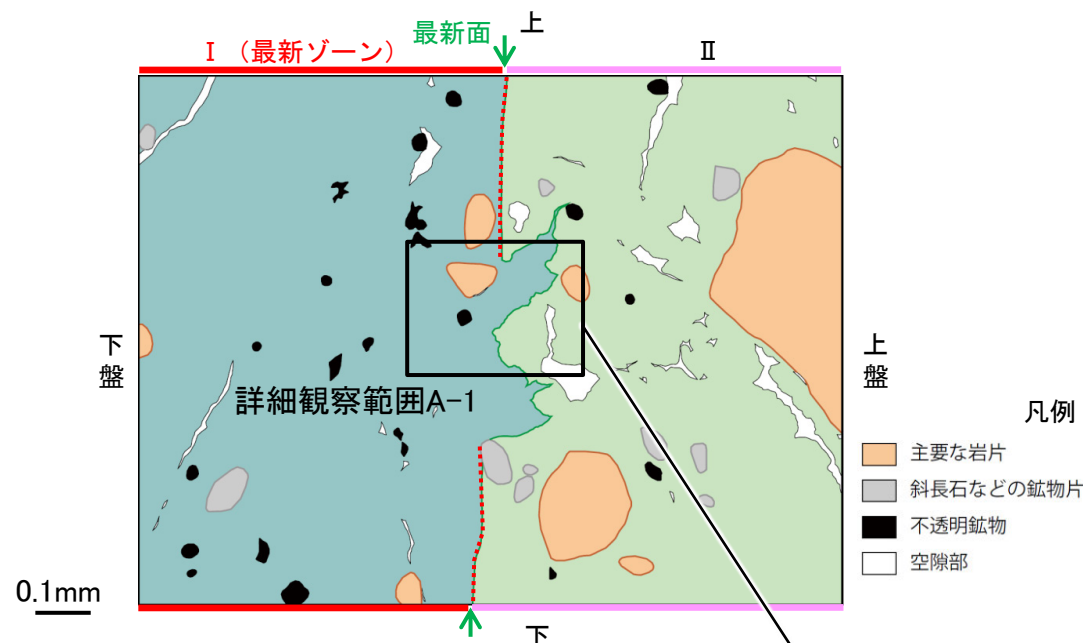 上
最新面
Ⅰ （最新ゾーン）
Ⅱ
下盤
上盤
詳細観察範囲A-1
凡例
主要な岩片
斜長石などの鉱物片
不透明鉱物
空隙部
0.1mm
下